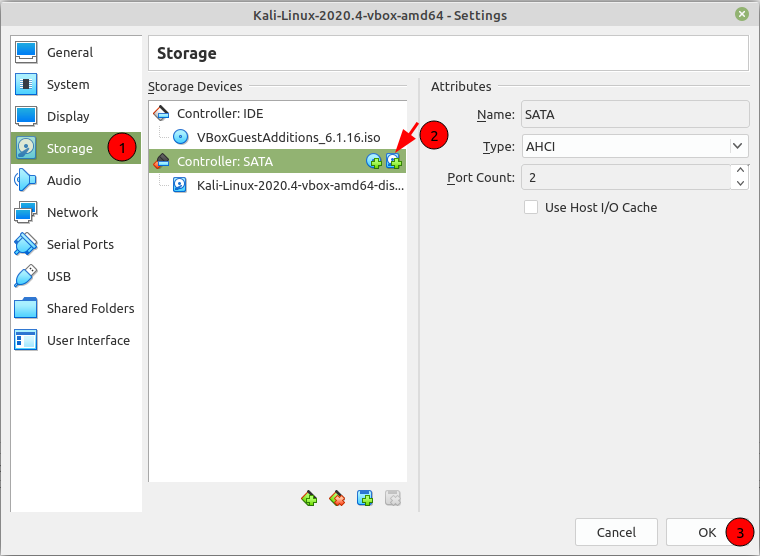 Kali-Linux-2020.4-vbox-amd64 - Settings
General
System
Display
Storage
1
Audio
Network
Serial Ports
USB
Shared Folders
User Interface
Storage
Storage Devices
Controller: IDE
VBoxGuestAdditions_6.1.16.iso
2
Controller: SATA
Kali-Linux-2020.4-vbox-amd64-dis...
Attributes
Name: SATA
Type: AHCI
Port Count: 2
Use Host I/O Cache
Cancel
OK
3